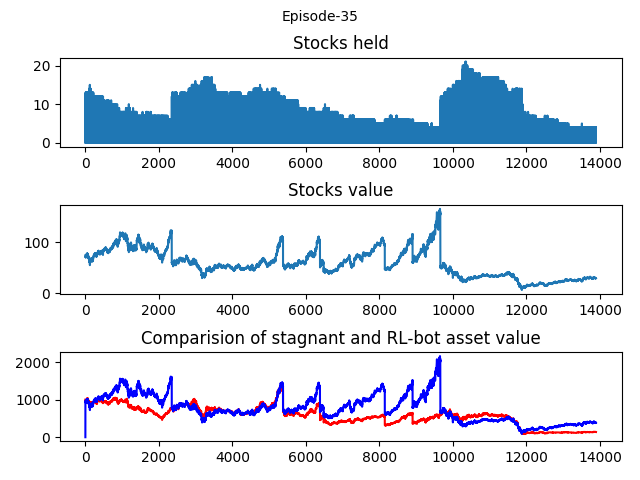 Episode-35
Stocks held
20
10
0
0 2000 4000 6000 8000 10000 12000 14000
Stocks value
100
0
0 2000 4000 6000 8000 10000 12000 14000
Comparision of stagnant and RL-bot asset value
2000
1000
0
0 2000 4000 6000 8000 10000 12000 14000